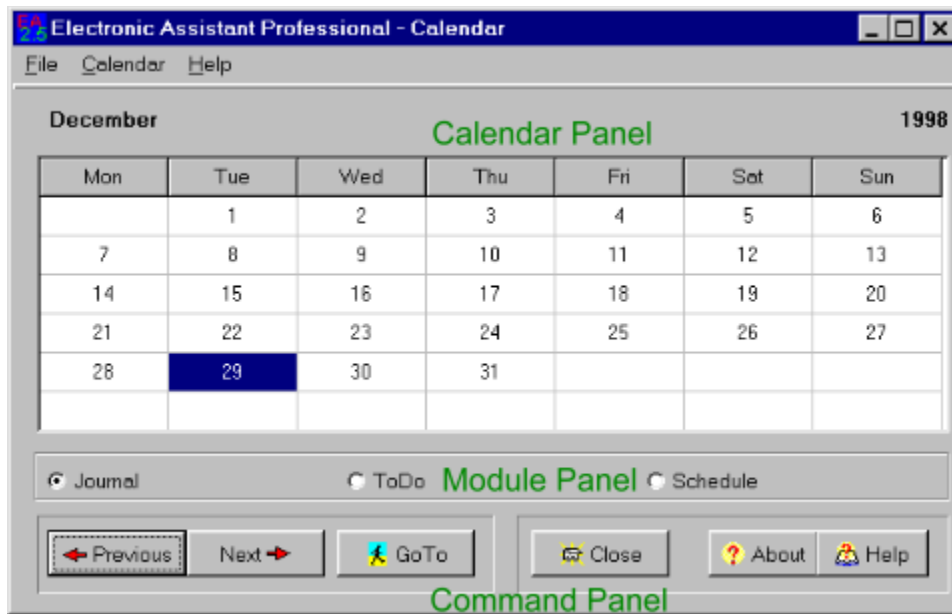 EA 2.5 Electronic Assistant Professional - Calendar
File Calendar Help
December Calendar Panel 1998
Mon Tue Wed Thu Fri Sat Sun
1 2 3 4 5 6
7 8 9 10 11 12 13
14 15 16 17 18 19 20
21 22 23 24 25 26 27
28 29 30 31
Journal ToDo Module Panel Schedule
Previous Next GoTo Close ? About Help
Command Panel